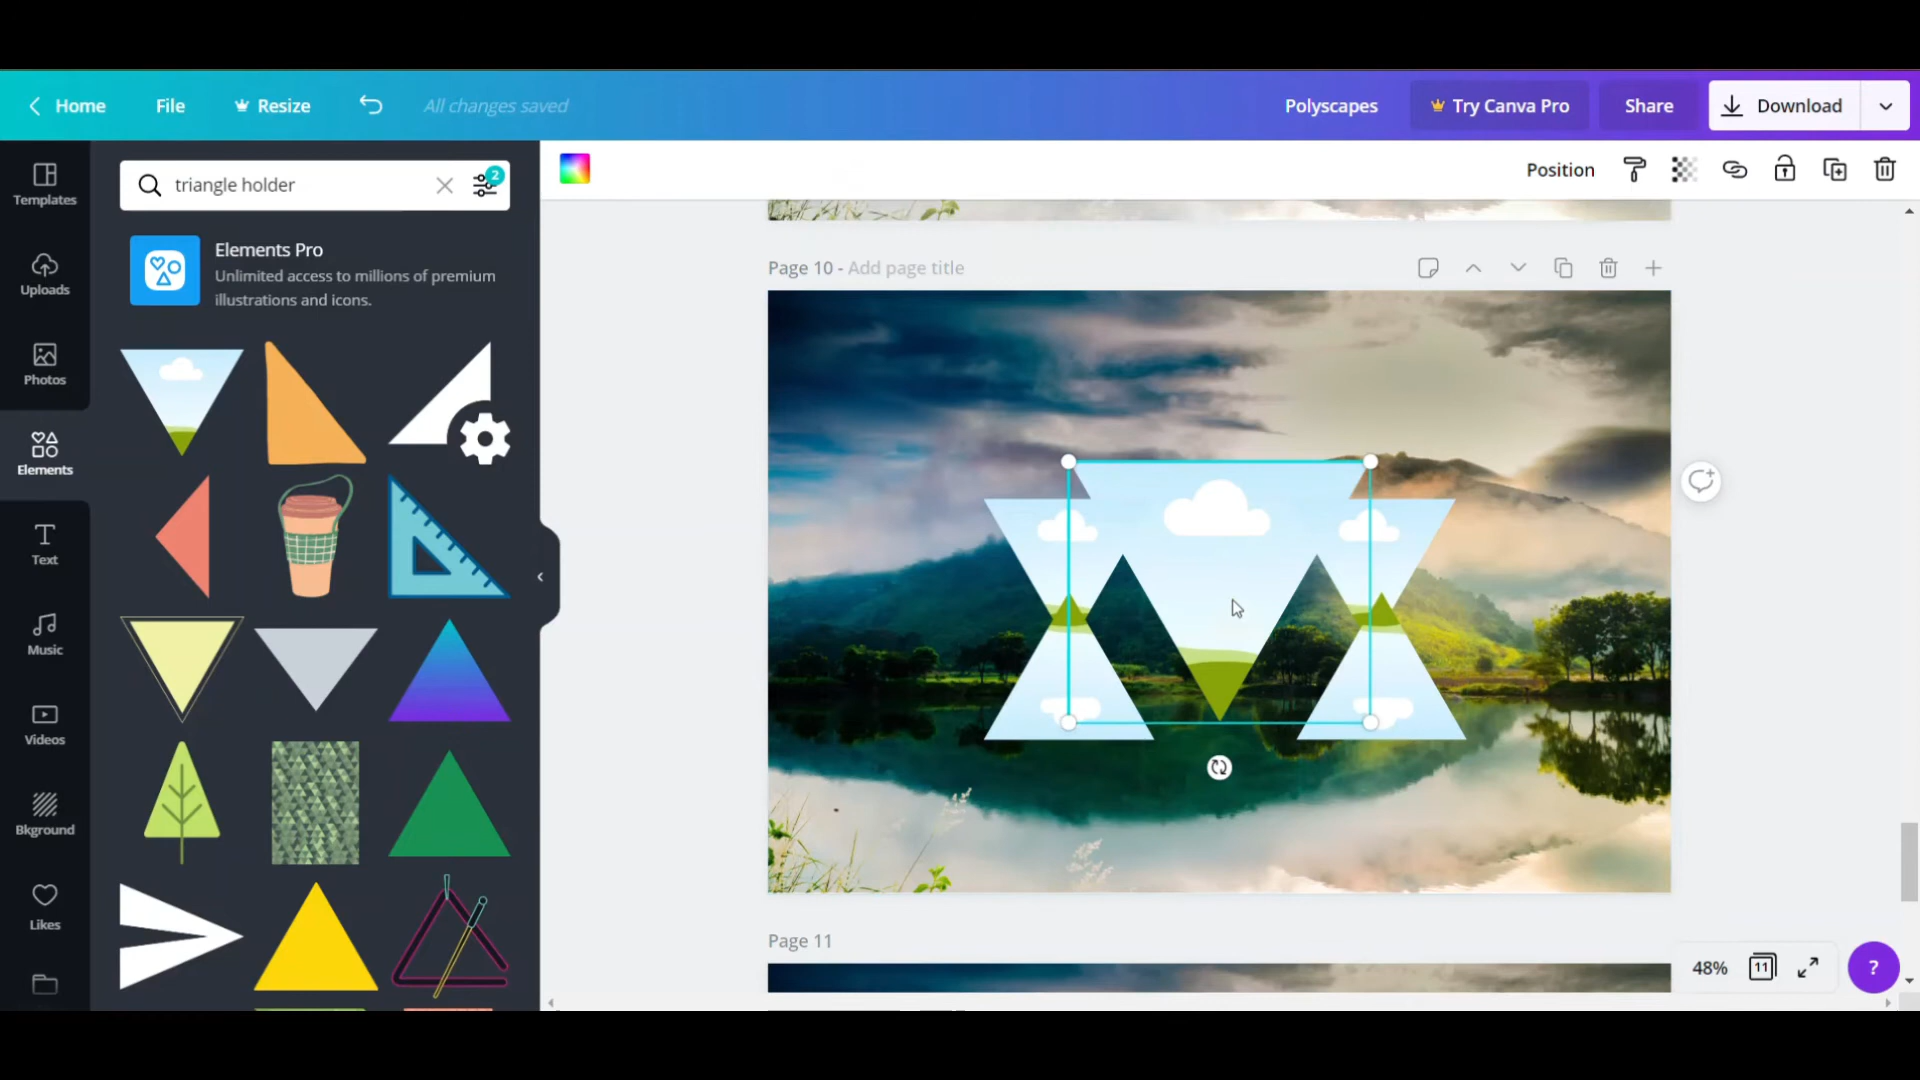 Home
File
Resize
All changes saved
Polyscapes
Try Canva Pro
Share
Download
Templates
Uploads
Photos
Elements
Text
Music
Videos
Bkground
Likes
triangle holder
2
Elements Pro
Unlimited access to millions of premium
illustrations and icons.
Position
Page 10 - Add page title
Page 11
48%
11
?